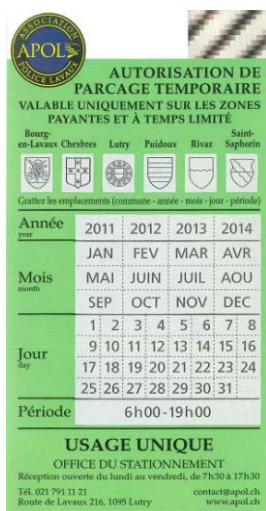 ASSOCIATION
APOL
POLICE LAVAUX
AUTORISATION DE
PARCAGE TEMPORAIRE
VALABLE UNIQUEMENT SUR LES ZONES
PAYANTES ET À TEMPS LIMITÉ
Bourg-en-Lavaux Chexbres Lutry Puidoux Rivaz Saint-Saphorin
Grattez les emplacements (commune - année - mois - jour - période)
Année
year
2011 2012 2013 2014
JAN FEV MAR AVR
Mois
month
MAI JUIN JUIL AOU
SEP OCT NOV DEC
1 2 3 4 5 6 7 8
Jour
day
9 10 11 12 13 14 15 16
17 18 19 20 21 22 23 24
25 26 27 28 29 30 31
Période 6h00-19h00
USAGE UNIQUE
OFFICE DU STATIONNEMENT
Réception ouverte du lundi au vendredi, de 7h30 à 17h30
Tél. 021 791 11 21 contact@apol.ch
Route de Lavaux 216, 1095 Lutry www.apol.ch